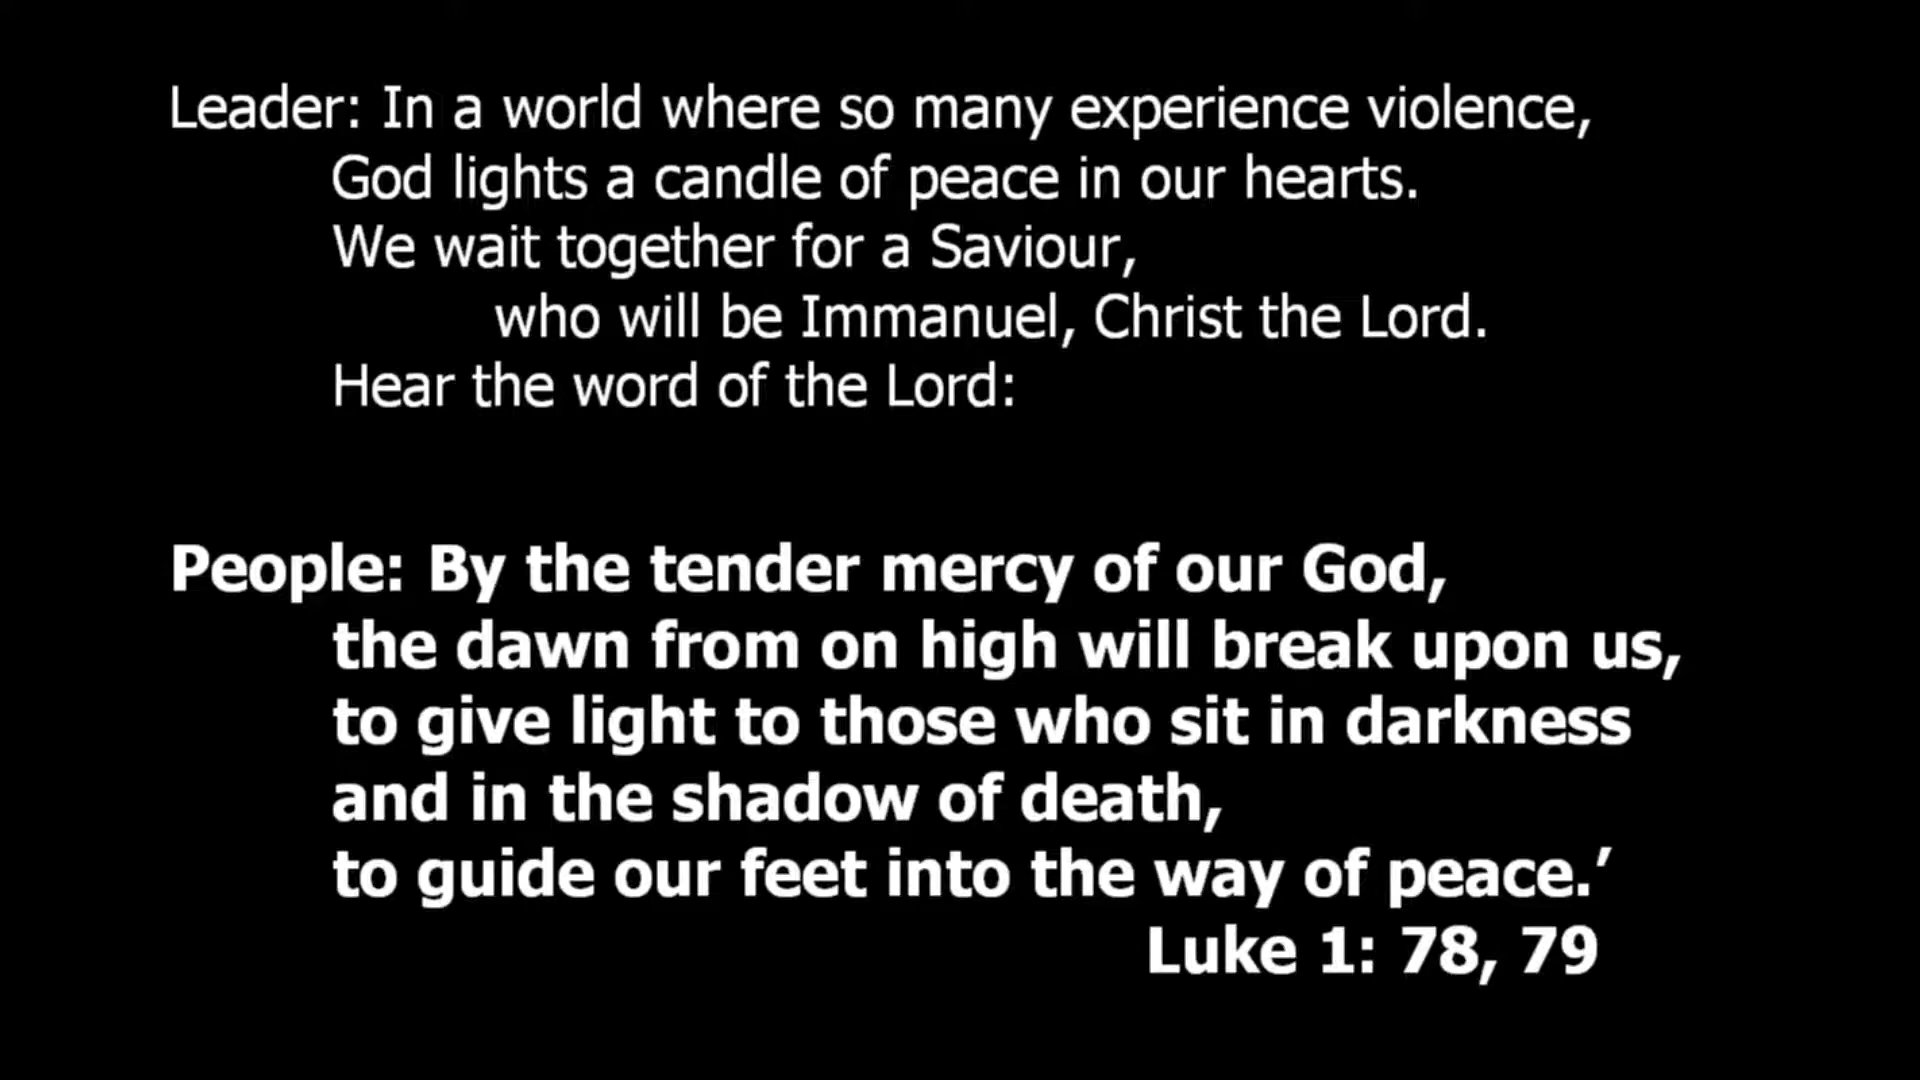 Leader: In a world where so many experience violence,
God lights a candle of peace in our hearts.
We wait together for a Saviour,
who will be Immanuel, Christ the Lord.
Hear the word of the Lord:
People: By the tender mercy of our God,
the dawn from on high will break upon us,
to give light to those who sit in darkness
and in the shadow of death,
to guide our feet into the way of peace.’
Luke 1: 78, 79